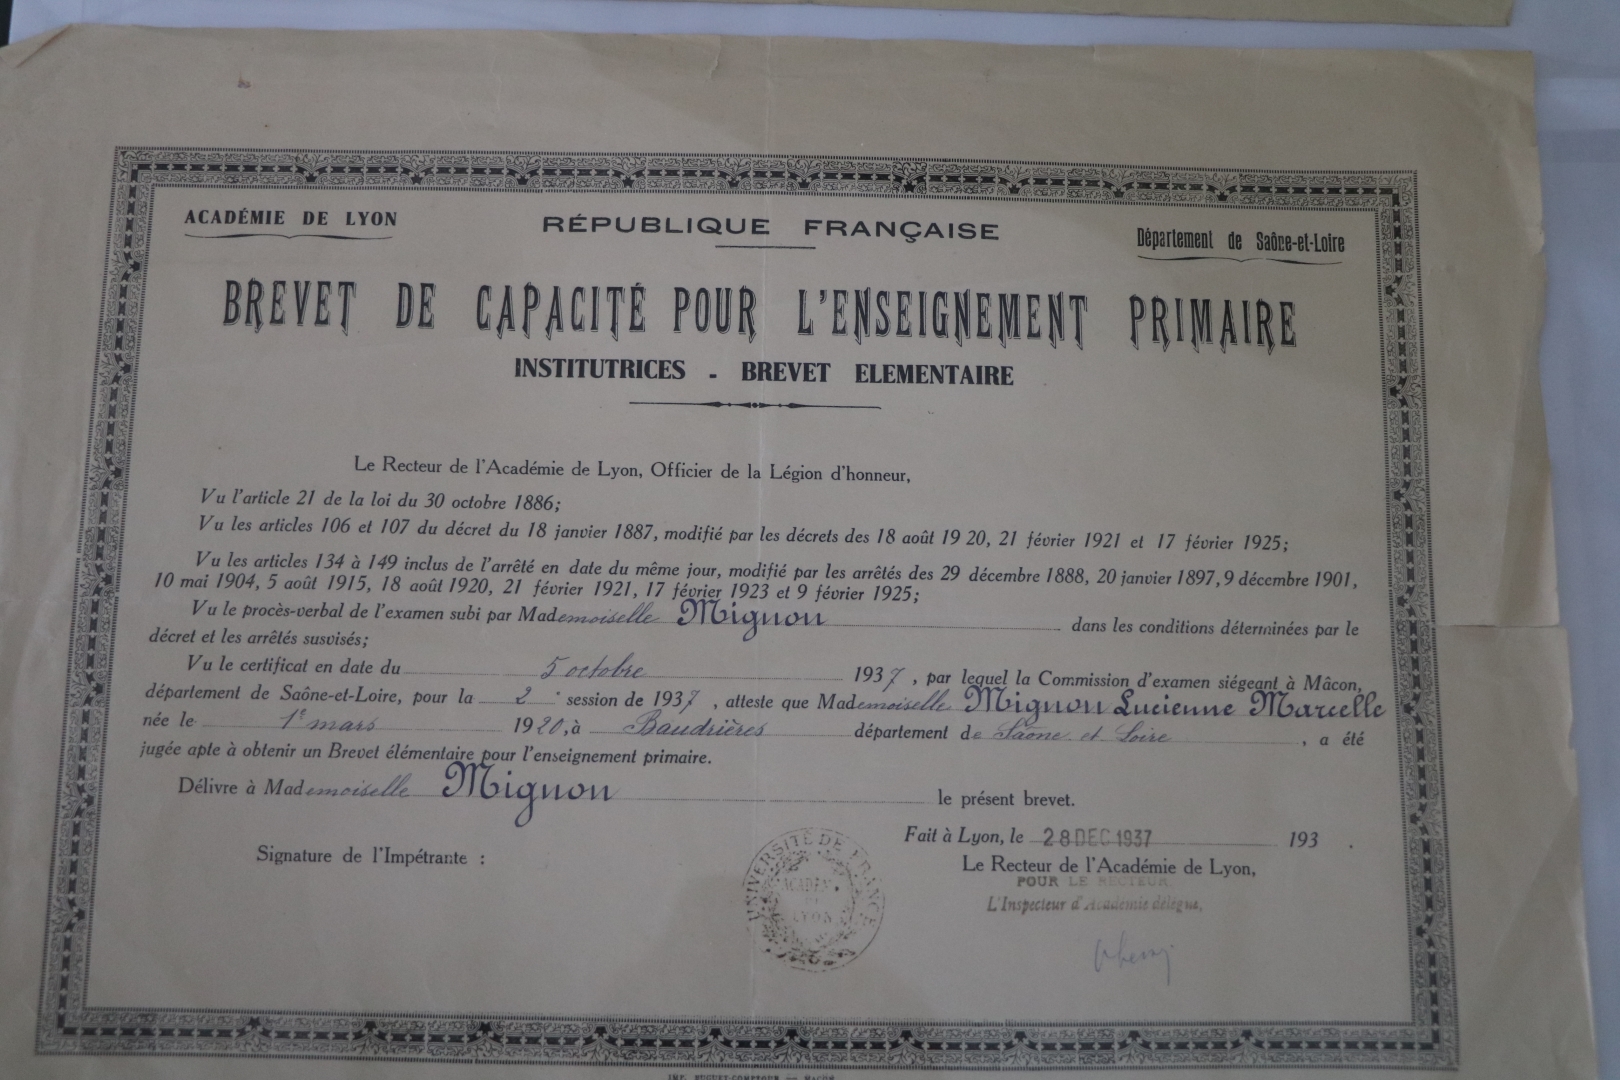 ACADÉMIE DE LYON
RÉPUBLIQUE FRANÇAISE
Département de Saône-et-Loire
BREVET DE CAPACITÉ POUR L'ENSEIGNEMENT PRIMAIRE
INSTITUTRICES - BREVET ELEMENTAIRE
Le Recteur de l'Académie de Lyon, Officier de la Légion d'honneur,
Vu l'article 21 de la loi du 30 octobre 1886;
Vu les articles 106 et 107 du décret du 18 janvier 1887, modifié par les décrets des 18 août 19 20, 21 février 1921 et 17 février 1925;
Vu les articles 134 à 149 inclus de l'arrêté en date du même jour, modifié par les arrêtés des 29 décembre 1888, 20 janvier 1897, 9 décembre 1901,
10 mai 1904, 5 août 1915, 18 août 1920, 21 février 1921, 17 février 1923 et 9 février 1925;
Vu le procès-verbal de l'examen subi par Mademoiselle Mignon dans les conditions déterminées par le
décret et les arrêtés susvisés;
Vu le certificat en date du 5 octobre 1937, par lequel la Commission d'examen siégeant à Mâcon,
département de Saône-et-Loire, pour la 2e session de 1937, atteste que Mademoiselle Mignon Lucienne Marcelle
née le 1e mars 1920, à Baudrières département de Saône et Loire, a été
jugée apte à obtenir un Brevet élémentaire pour l'enseignement primaire.
Délivre à Mademoiselle Mignon le présent brevet.
Fait à Lyon, le 28 DEC 1937 193 .
Signature de l'Impétrante :
Le Recteur de l'Académie de Lyon,
POUR LE RECTEUR
L'Inspecteur d'Académie délégué,
UNIVERSITÉ DE FRANCE
ACADÉMIE
DE
LYON